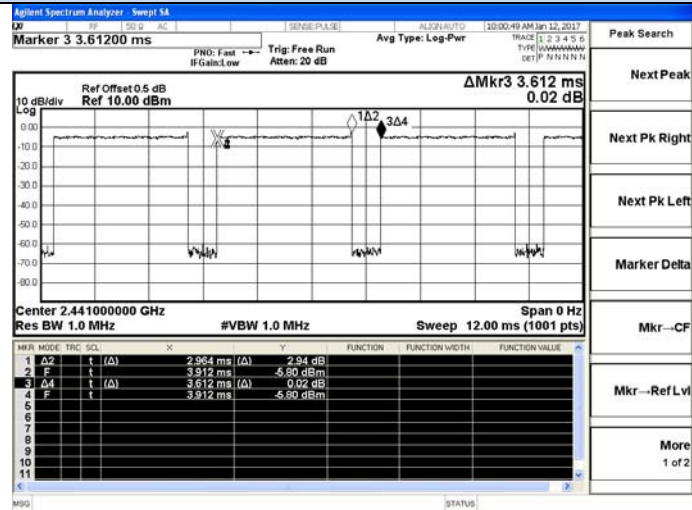 Agilent Spectrum Analyzer - Swept SA
LXI RF 50 Ω AC SENSE:PULSE ALIGN AUTO 10:00:49 AM Jan 12, 2017
Marker 3 3.61200 ms
PNO: Fast
IFGain:Low
Trig: Free Run
Atten: 20 dB
Avg Type: Log-Pwr
TRACE 1 2 3 4 5 6
TYPE
DET P N N N N N
Peak Search
Ref Offset 0.5 dB
10 dB/div Ref 10.00 dBm
ΔMkr3 3.612 ms
0.02 dB
Log
0.00
-10.0
-20.0
-30.0
-40.0
-50.0
-60.0
-70.0
-80.0
1Δ2
3Δ4
Center 2.441000000 GHz
Span 0 Hz
Res BW 1.0 MHz #VBW 1.0 MHz Sweep 12.00 ms (1001 pts)
MKR MODE TRC SCL X Y FUNCTION FUNCTION WIDTH FUNCTION VALUE
1 Δ2 t (Δ) 2.964 ms (Δ) 2.94 dB
2 F t 3.912 ms -5.80 dBm
3 Δ4 t (Δ) 3.612 ms (Δ) 0.02 dB
4 F t 3.912 ms -5.80 dBm
5
6
7
8
9
10
11
MSG STATUS
Next Peak
Next Pk Right
Next Pk Left
Marker Delta
Mkr→CF
Mkr→Ref Lvl
More
1 of 2